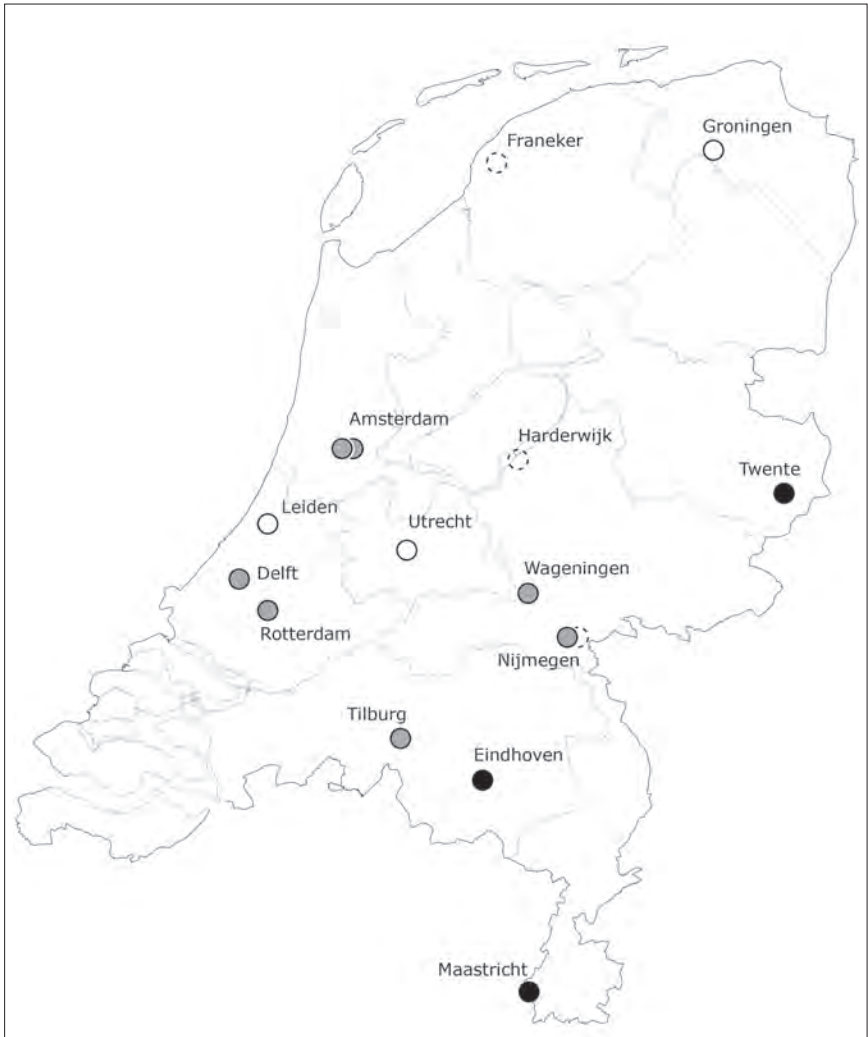 Franeker
Groningen
Amsterdam
Harderwijk
Twente
Leiden
Utrecht
Delft
Wageningen
Rotterdam
Nijmegen
Tilburg
Eindhoven
Maastricht